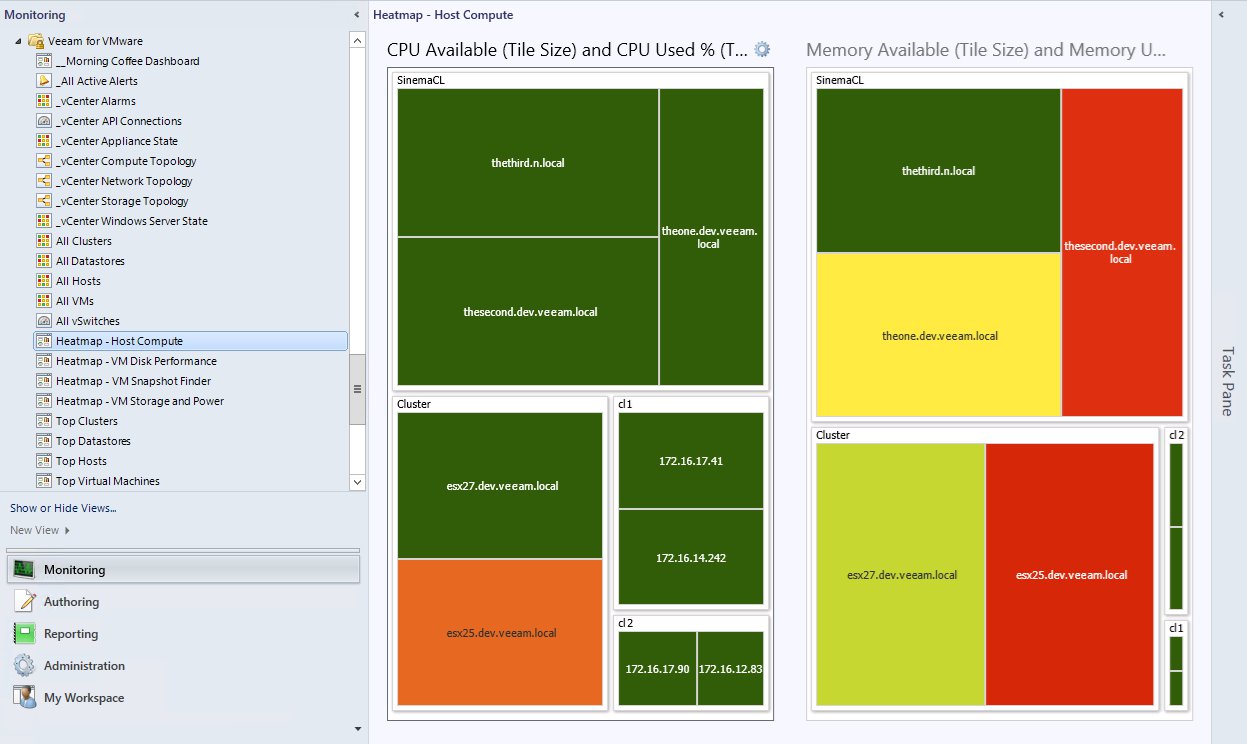 Monitoring
Veeam for VMware
__Morning Coffee Dashboard
_All Active Alerts
_vCenter Alarms
_vCenter API Connections
_vCenter Appliance State
_vCenter Compute Topology
_vCenter Network Topology
_vCenter Storage Topology
_vCenter Windows Server State
All Clusters
All Datastores
All Hosts
All VMs
All vSwitches
Heatmap - Host Compute
Heatmap - VM Disk Performance
Heatmap - VM Snapshot Finder
Heatmap - VM Storage and Power
Top Clusters
Top Datastores
Top Hosts
Top Virtual Machines
Show or Hide Views...
New View
Monitoring
Authoring
Reporting
Administration
My Workspace
Heatmap - Host Compute
CPU Available (Tile Size) and CPU Used % (T...
SinemaCL
thethird.n.local
thesecond.dev.veeam.local
theone.dev.veeam.
local
Cluster
esx27.dev.veeam.local
esx25.dev.veeam.local
cl1
172.16.17.41
172.16.14.242
cl2
172.16.17.90
172.16.12.83
Memory Available (Tile Size) and Memory U...
SinemaCL
thethird.n.local
theone.dev.veeam.local
thesecond.dev.veeam.
local
Cluster
esx27.dev.veeam.local
esx25.dev.veeam.local
cl2
cl1
Task Pane